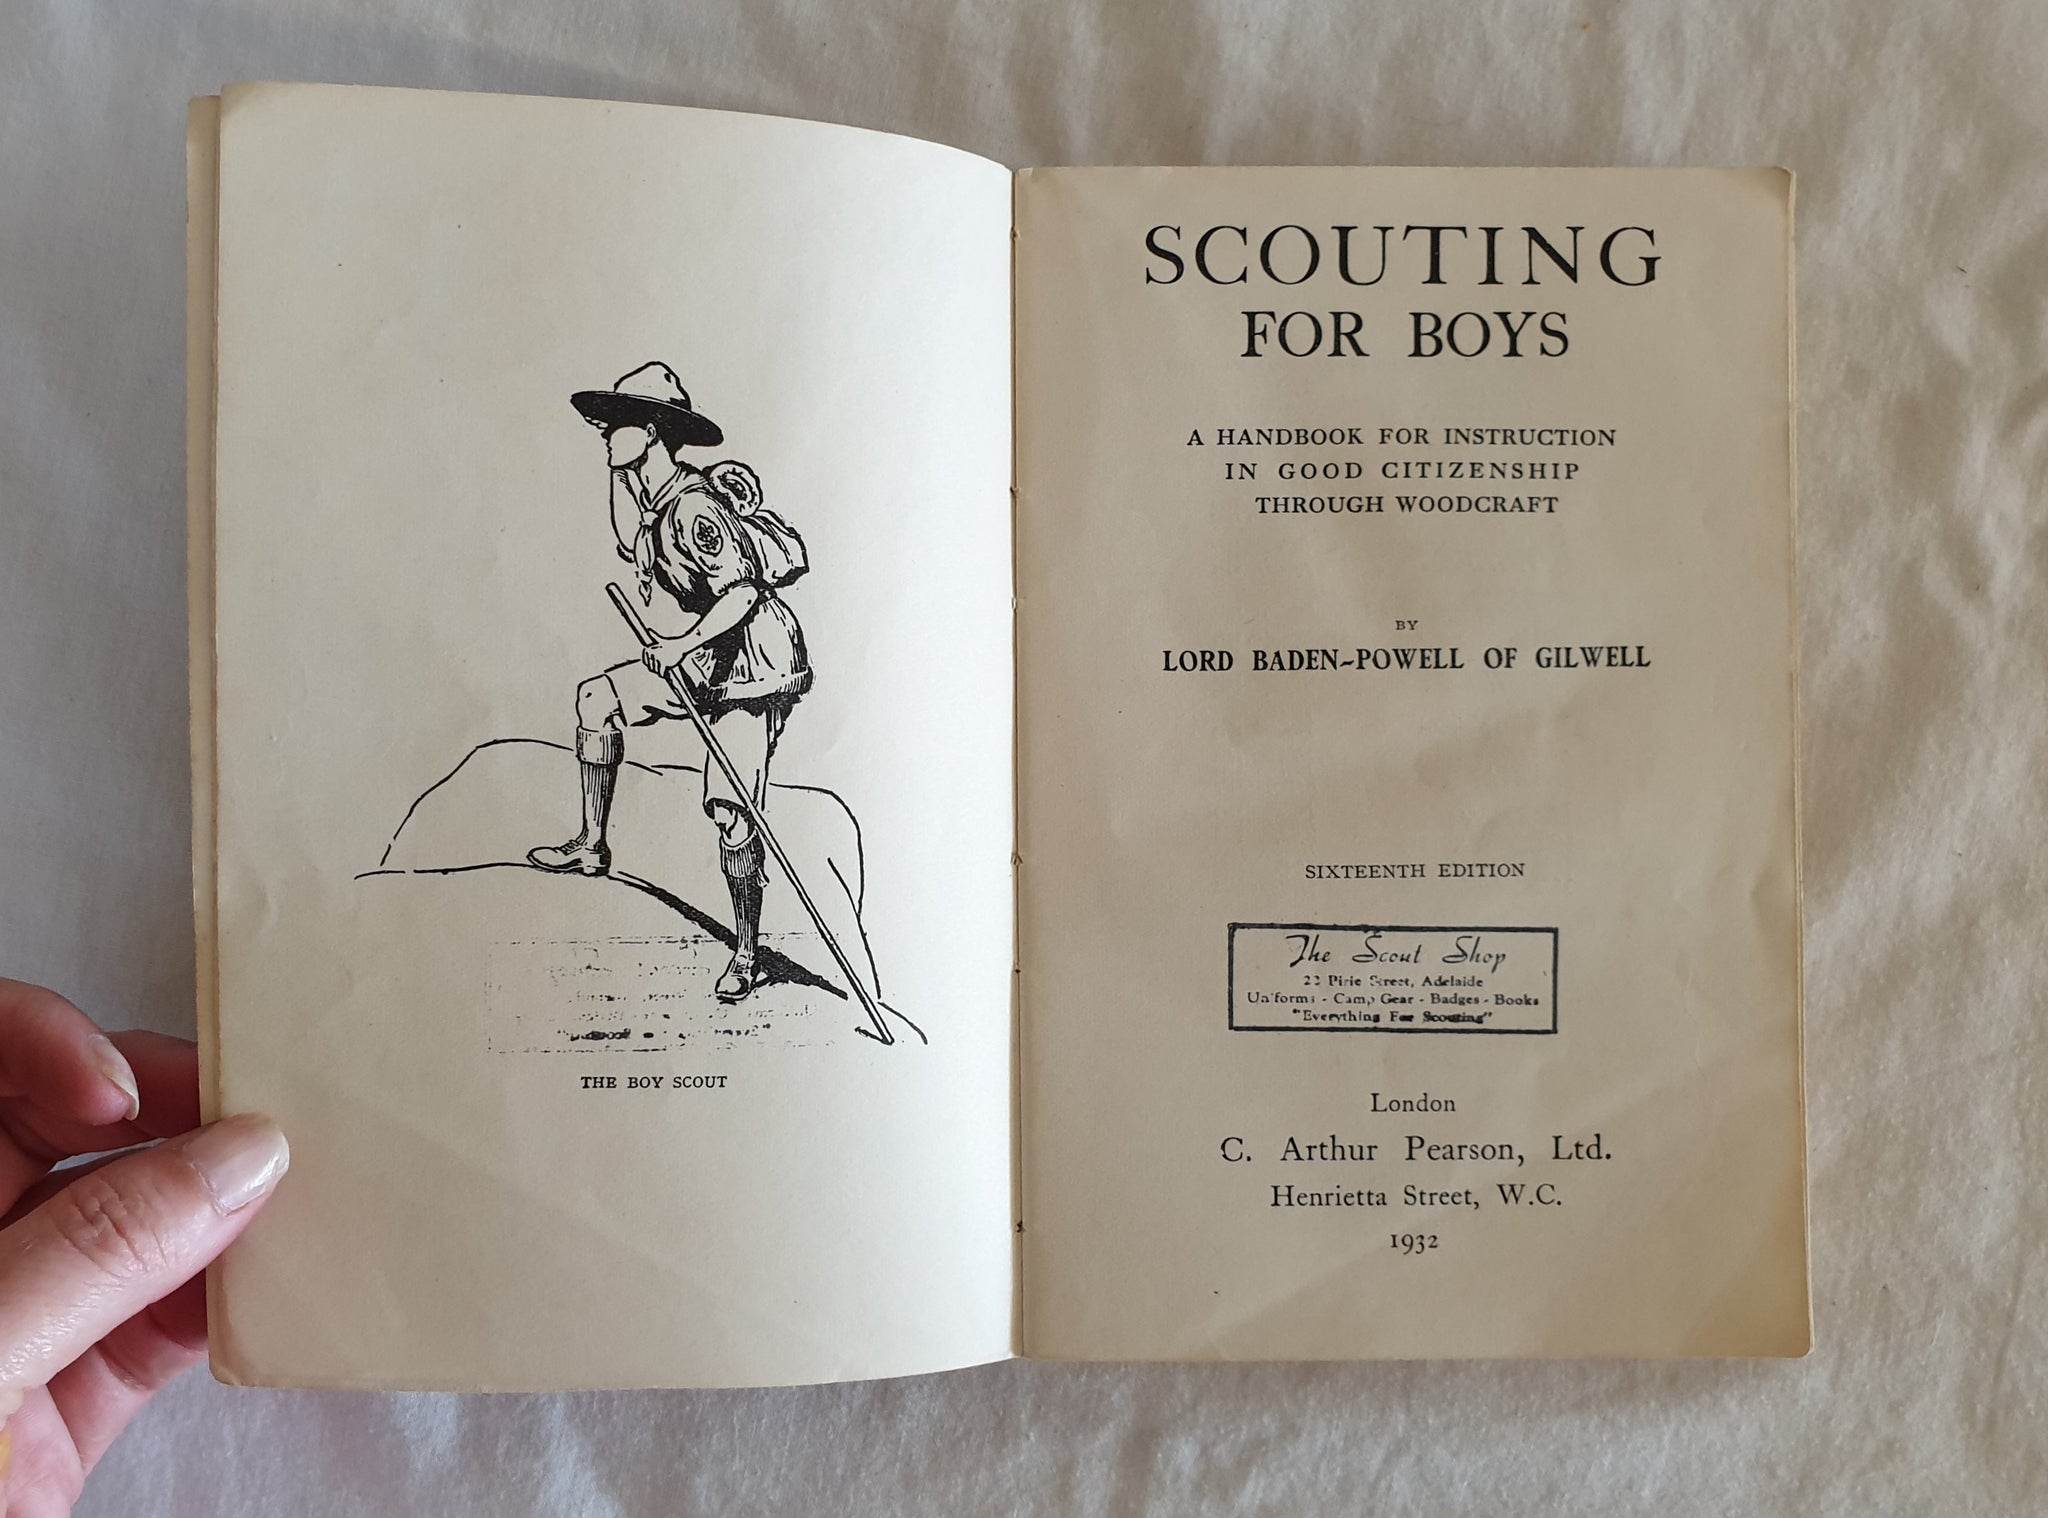 THE BOY SCOUT
SCOUTING
FOR BOYS
A HANDBOOK FOR INSTRUCTION
IN GOOD CITIZENSHIP
THROUGH WOODCRAFT
BY
LORD BADEN-POWELL OF GILWELL
SIXTEENTH EDITION
The Scout Shop
22 Pirie Street, Adelaide
Uniforms - Camp Gear - Badges - Books
"Everything For Scouting"
London
C. Arthur Pearson, Ltd.
Henrietta Street, W.C.
1932